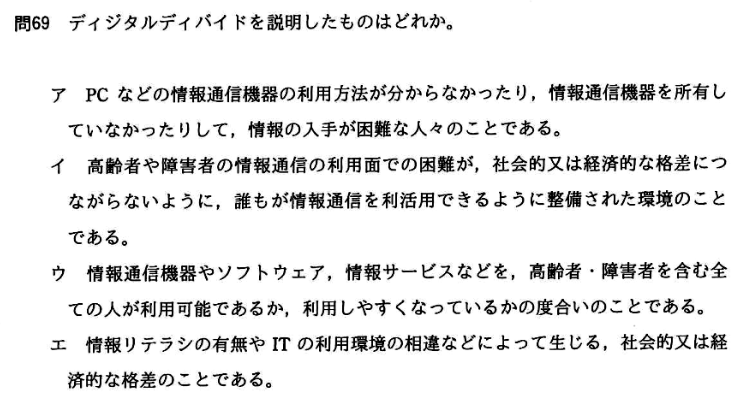 問69 ディジタルディバイドを説明したものはどれか。
ア PC などの情報通信機器の利用方法が分からなかったり，情報通信機器を所有し
ていなかったりして，情報の入手が困難な人々のことである。
イ 高齢者や障害者の情報通信の利用面での困難が，社会的又は経済的な格差につ
ながらないように，誰もが情報通信を利活用できるように整備された環境のこと
である。
ウ 情報通信機器やソフトウェア，情報サービスなどを，高齢者・障害者を含む全
ての人が利用可能であるか，利用しやすくなっているかの度合いのことである。
エ 情報リテラシの有無や IT の利用環境の相違などによって生じる，社会的又は経
済的な格差のことである。